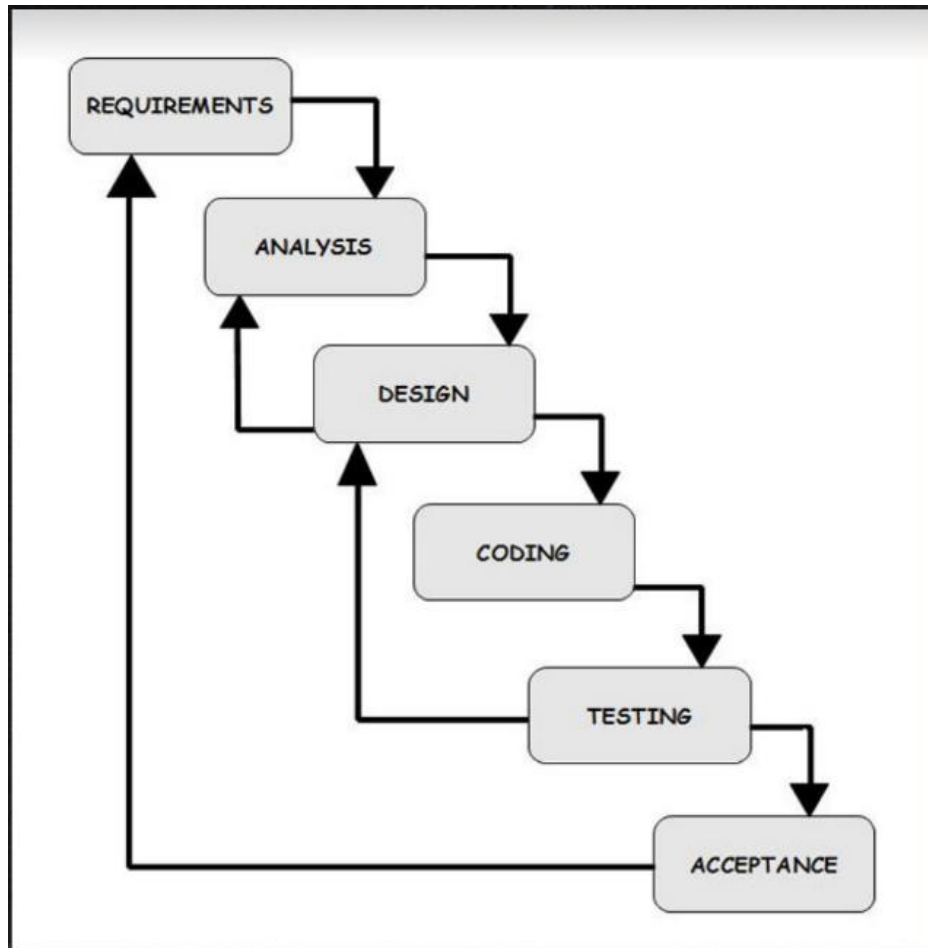 REQUIREMENTS
ANALYSIS
DESIGN
CODING
TESTING
ACCEPTANCE